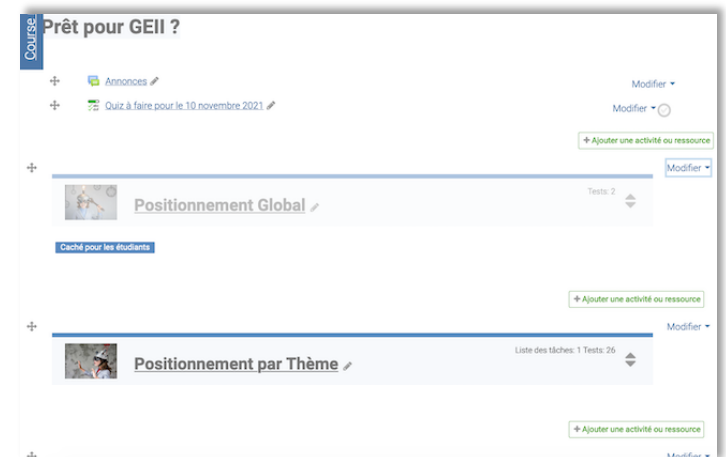 Course
Prêt pour GEII ?
Annonces
Modifier
Quiz à faire pour le 10 novembre 2021
Modifier
+ Ajouter une activité ou ressource
Modifier
Positionnement Global
Tests: 2
Caché pour les étudiants
+ Ajouter une activité ou ressource
Modifier
Positionnement par Thème
Liste des tâches: 1 Tests: 26
+ Ajouter une activité ou ressource
Modifier